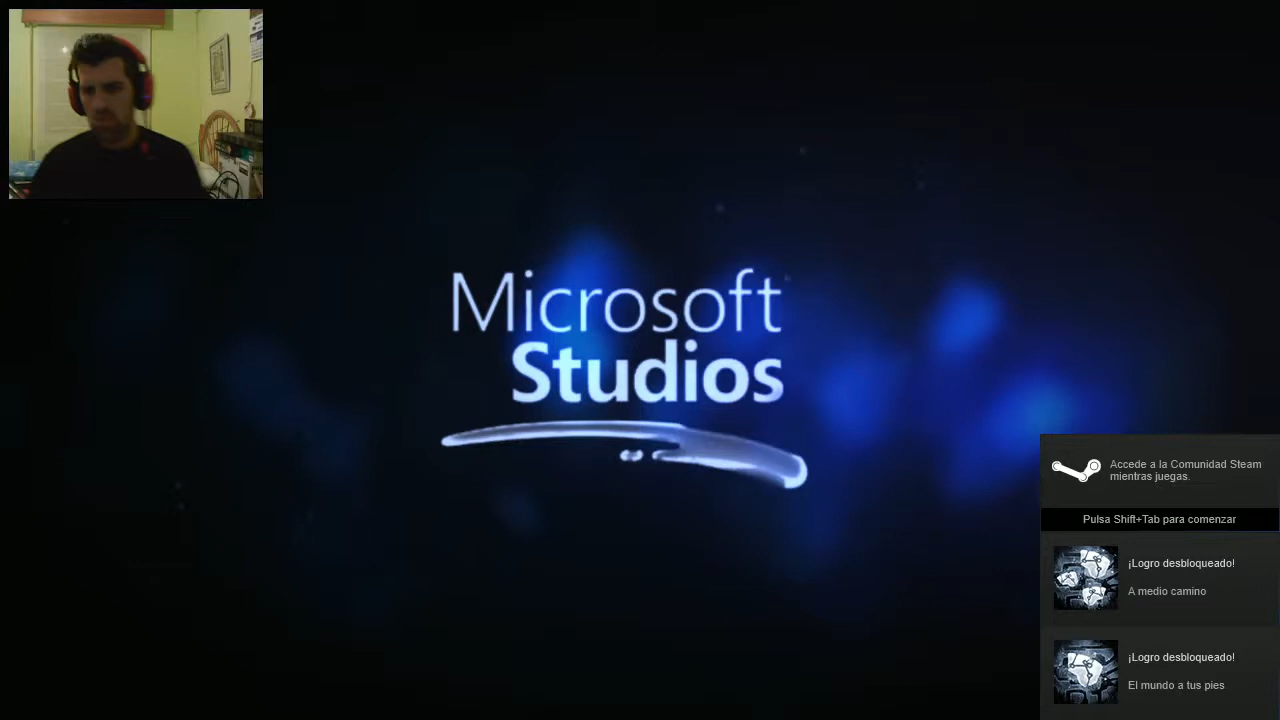 Microsoft
Studios
Accede a la Comunidad Steam
mientras juegas.
Pulsa Shift+Tab para comenzar
¡Logro desbloqueado!
A medio camino
¡Logro desbloqueado!
El mundo a tus pies